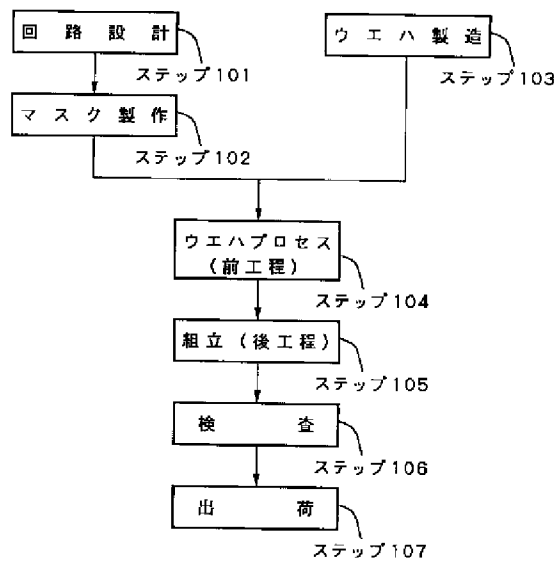 回路設計
ステップ101
ウエハ製造
ステップ103
マスク製作
ステップ102
ウエハプロセス
(前工程)
ステップ104
組立(後工程)
ステップ105
検査
ステップ106
出荷
ステップ107